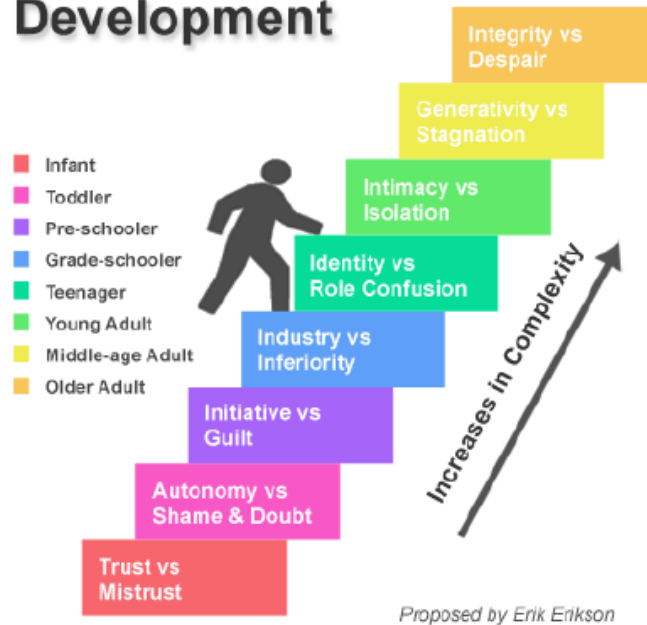 Development
Integrity vs
Despair
Generativity vs
Stagnation
Intimacy vs
Isolation
Identity vs
Role Confusion
Industry vs
Inferiority
Initiative vs
Guilt
Autonomy vs
Shame & Doubt
Trust vs
Mistrust
Infant
Toddler
Pre-schooler
Grade-schooler
Teenager
Young Adult
Middle-age Adult
Older Adult
Increases in Complexity
Proposed by Erik Erikson